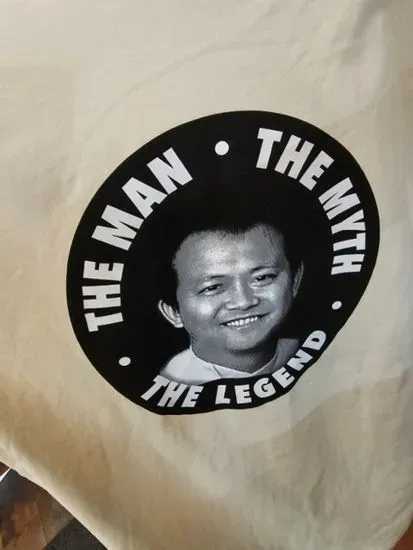 THE MAN
THE MYTH
THE LEGEND